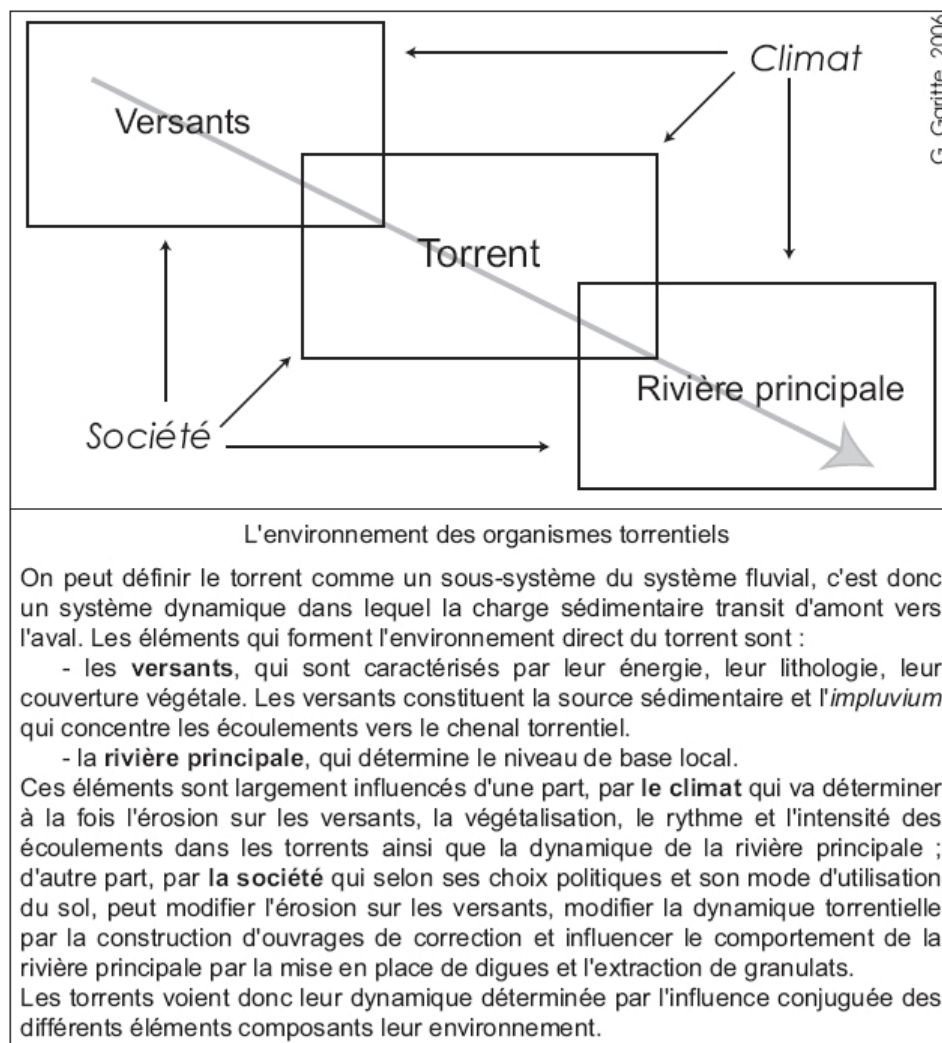 Climat
G. Garitte, 2006
Versants
Torrent
Rivière principale
Société
L'environnement des organismes torrentiels
On peut définir le torrent comme un sous-système du système fluvial, c'est donc
un système dynamique dans lequel la charge sédimentaire transit d'amont vers
l'aval. Les éléments qui forment l'environnement direct du torrent sont :
- les versants, qui sont caractérisés par leur énergie, leur lithologie, leur
couverture végétale. Les versants constituent la source sédimentaire et l'impluvium
qui concentre les écoulements vers le chenal torrentiel.
- la rivière principale, qui détermine le niveau de base local.
Ces éléments sont largement influencés d'une part, par le climat qui va déterminer
à la fois l'érosion sur les versants, la végétalisation, le rythme et l'intensité des
écoulements dans les torrents ainsi que la dynamique de la rivière principale ;
d'autre part, par la société qui selon ses choix politiques et son mode d'utilisation
du sol, peut modifier l'érosion sur les versants, modifier la dynamique torrentielle
par la construction d'ouvrages de correction et influencer le comportement de la
rivière principale par la mise en place de digues et l'extraction de granulats.
Les torrents voient donc leur dynamique déterminée par l'influence conjuguée des
différents éléments composants leur environnement.